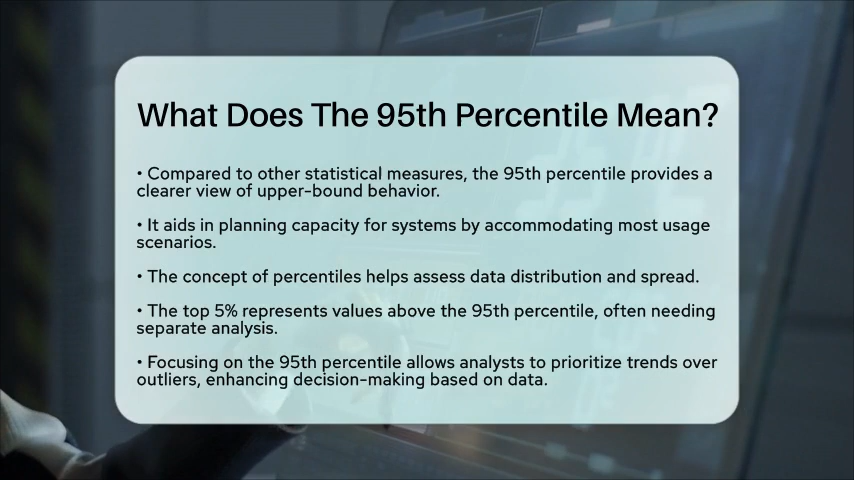 What Does The 95th Percentile Mean?
• Compared to other statistical measures, the 95th percentile provides a
clearer view of upper-bound behavior.
• It aids in planning capacity for systems by accommodating most usage
scenarios.
• The concept of percentiles helps assess data distribution and spread.
• The top 5% represents values above the 95th percentile, often needing
separate analysis.
• Focusing on the 95th percentile allows analysts to prioritize trends over
outliers, enhancing decision-making based on data.